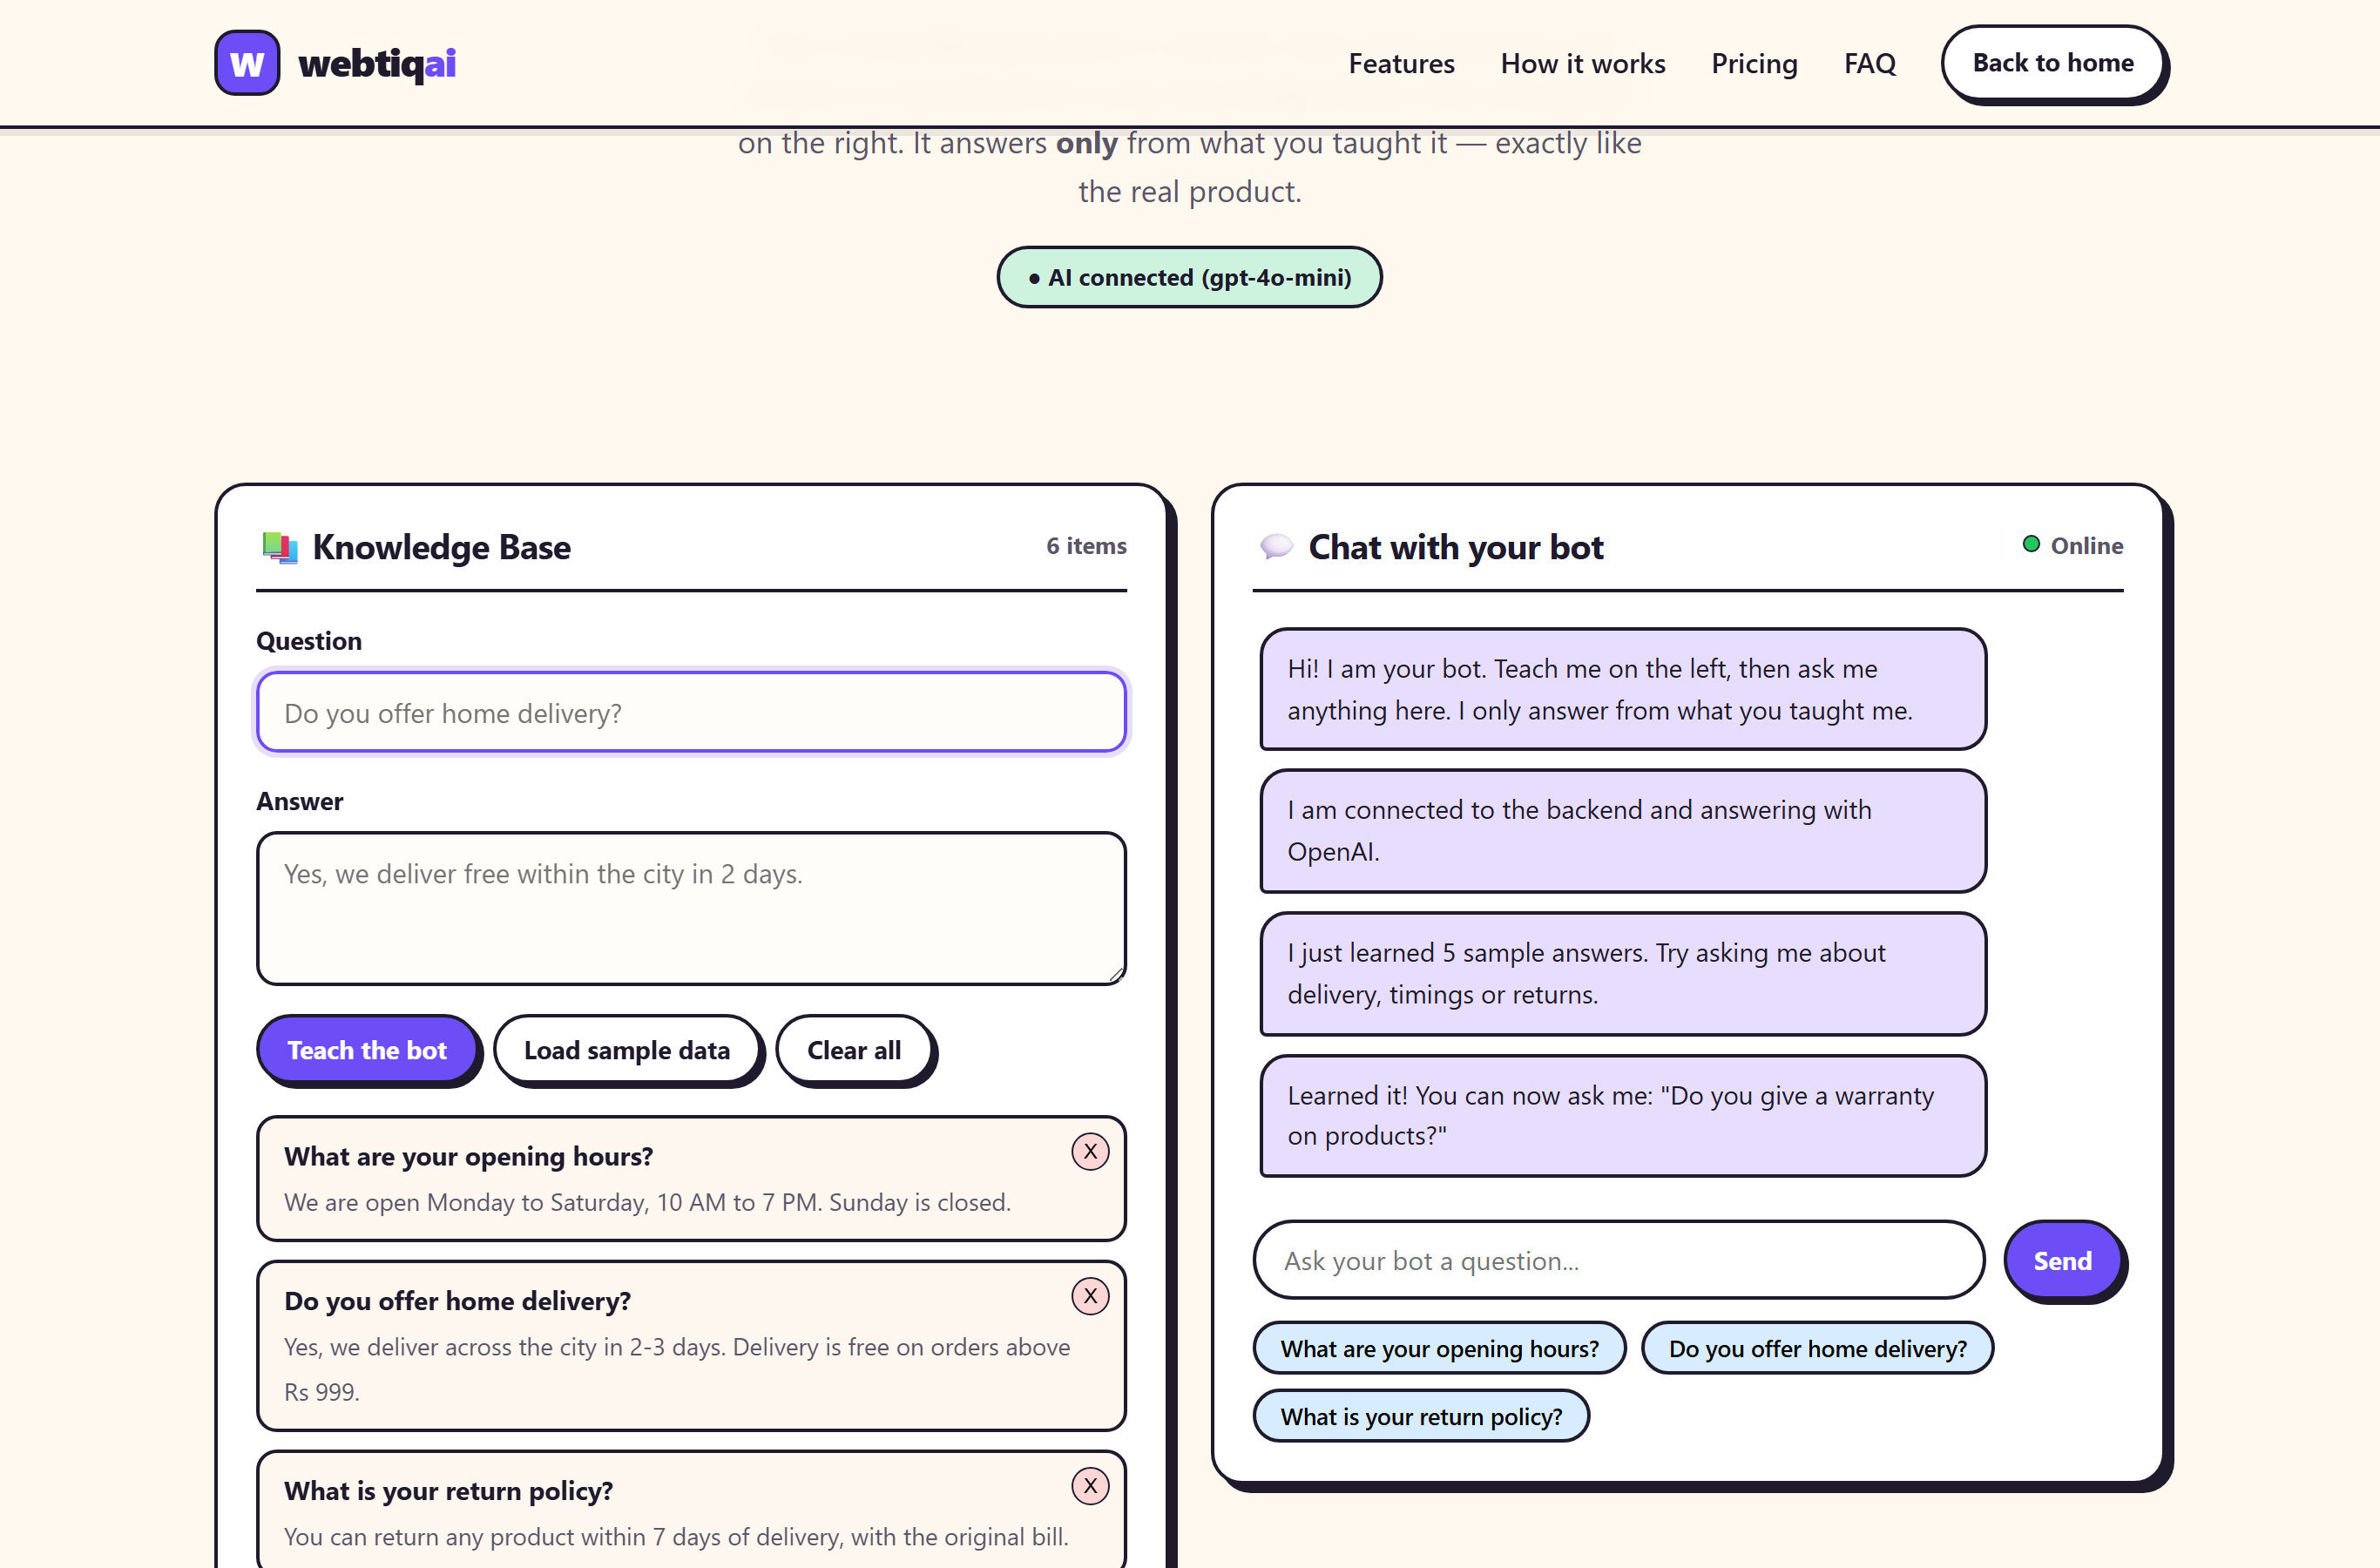 W webtiqai
Features How it works Pricing FAQ Back to home
on the right. It answers only from what you taught it — exactly like
the real product.
● AI connected (gpt-4o-mini)
Knowledge Base
6 items
Question
Do you offer home delivery?
Answer
Yes, we deliver free within the city in 2 days.
Teach the bot Load sample data Clear all
What are your opening hours?
X
We are open Monday to Saturday, 10 AM to 7 PM. Sunday is closed.
Do you offer home delivery?
X
Yes, we deliver across the city in 2-3 days. Delivery is free on orders above
Rs 999.
What is your return policy?
X
You can return any product within 7 days of delivery, with the original bill.
Chat with your bot
Online
Hi! I am your bot. Teach me on the left, then ask me
anything here. I only answer from what you taught me.
I am connected to the backend and answering with
OpenAI.
I just learned 5 sample answers. Try asking me about
delivery, timings or returns.
Learned it! You can now ask me: "Do you give a warranty
on products?"
Ask your bot a question...
Send
What are your opening hours? Do you offer home delivery?
What is your return policy?